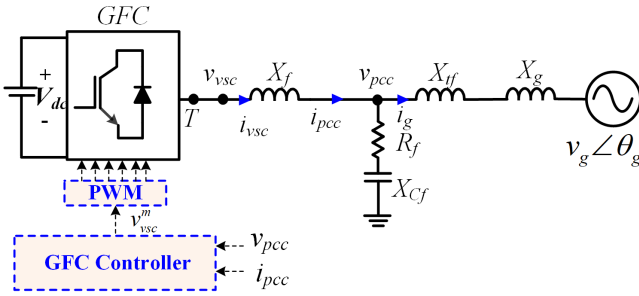 GFC
+
V_dc
-
T
v_vsc
i_vsc
X_f
i_pcc
v_pcc
i_g
X_tf
X_g
R_f
X_Cf
v_g∠θ_g
PWM
v_vsc^m
GFC Controller
v_pcc
i_pcc